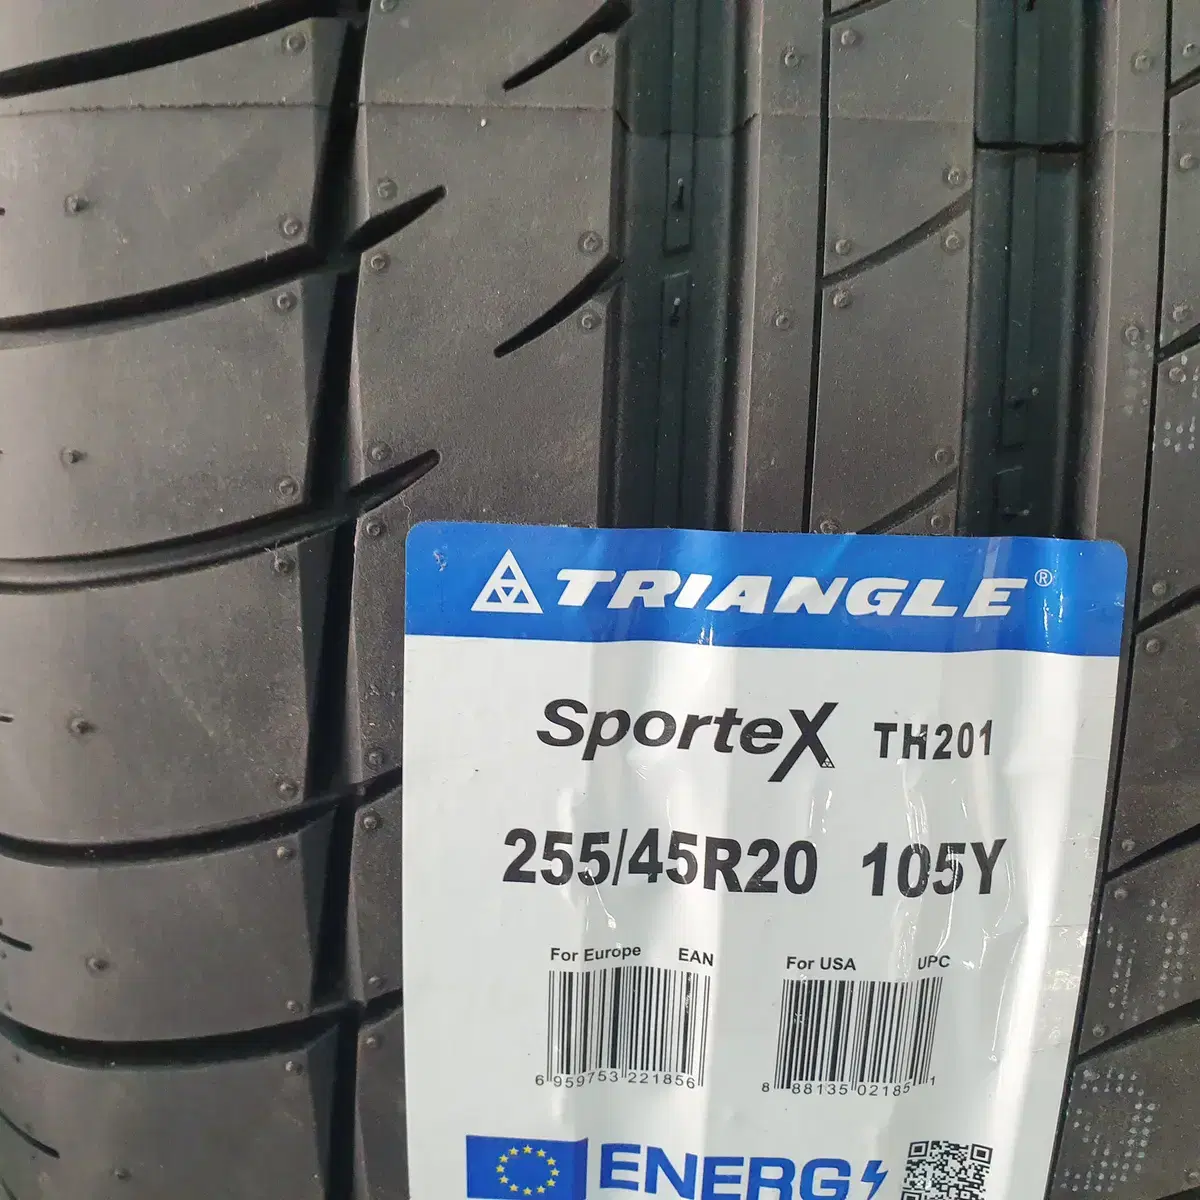 TRIANGLE®
SporteX TH201
255/45R20 105Y
For Europe EAN For USA UPC
6 959753 221856 8 88135 02185 1
ENERG